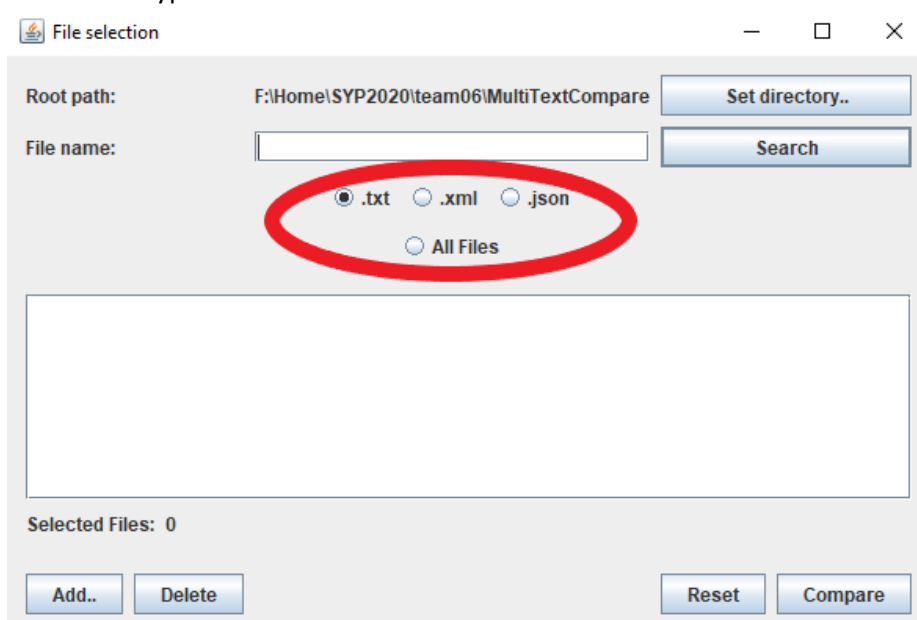 File selection
Root path: F:\Home\SYP2020\team06\MultiTextCompare Set directory..
File name: Search
.txt .xml .json
All Files
Selected Files: 0
Add.. Delete Reset Compare